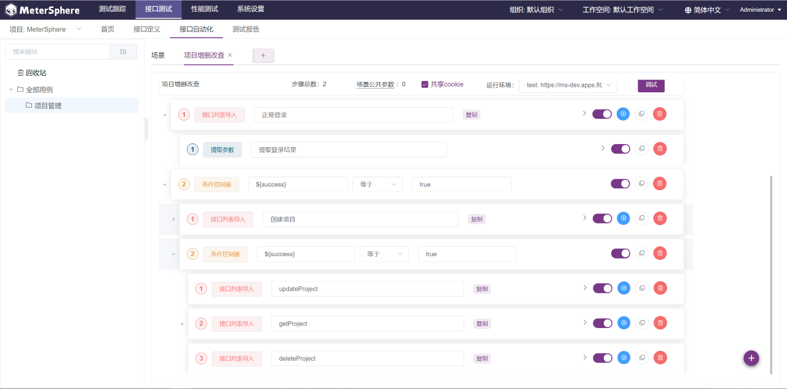 MeterSphere 测试跟踪 接口测试 性能测试 系统设置 组织: 默认组织 工作空间: 默认工作空间 简体中文 Administrator
项目: MeterSphere 首页 接口定义 接口自动化 测试报告
搜索模块
回收站
全部用例
项目管理
场景 项目增删改查 × +
项目增删改查 步骤总数: 2 场景公共参数 : 0 共享cookie 运行环境: test: https://ms-dev.apps.fit. 调试
1 接口列表导入 正常登录 复制
1 提取参数 提取登录结果
2 条件控制器 ${success} 等于 true
1 接口列表导入 创建项目 复制
2 条件控制器 ${success} 等于 true
1 接口列表导入 updateProject 复制
2 接口列表导入 getProject 复制
3 接口列表导入 deleteProject 复制